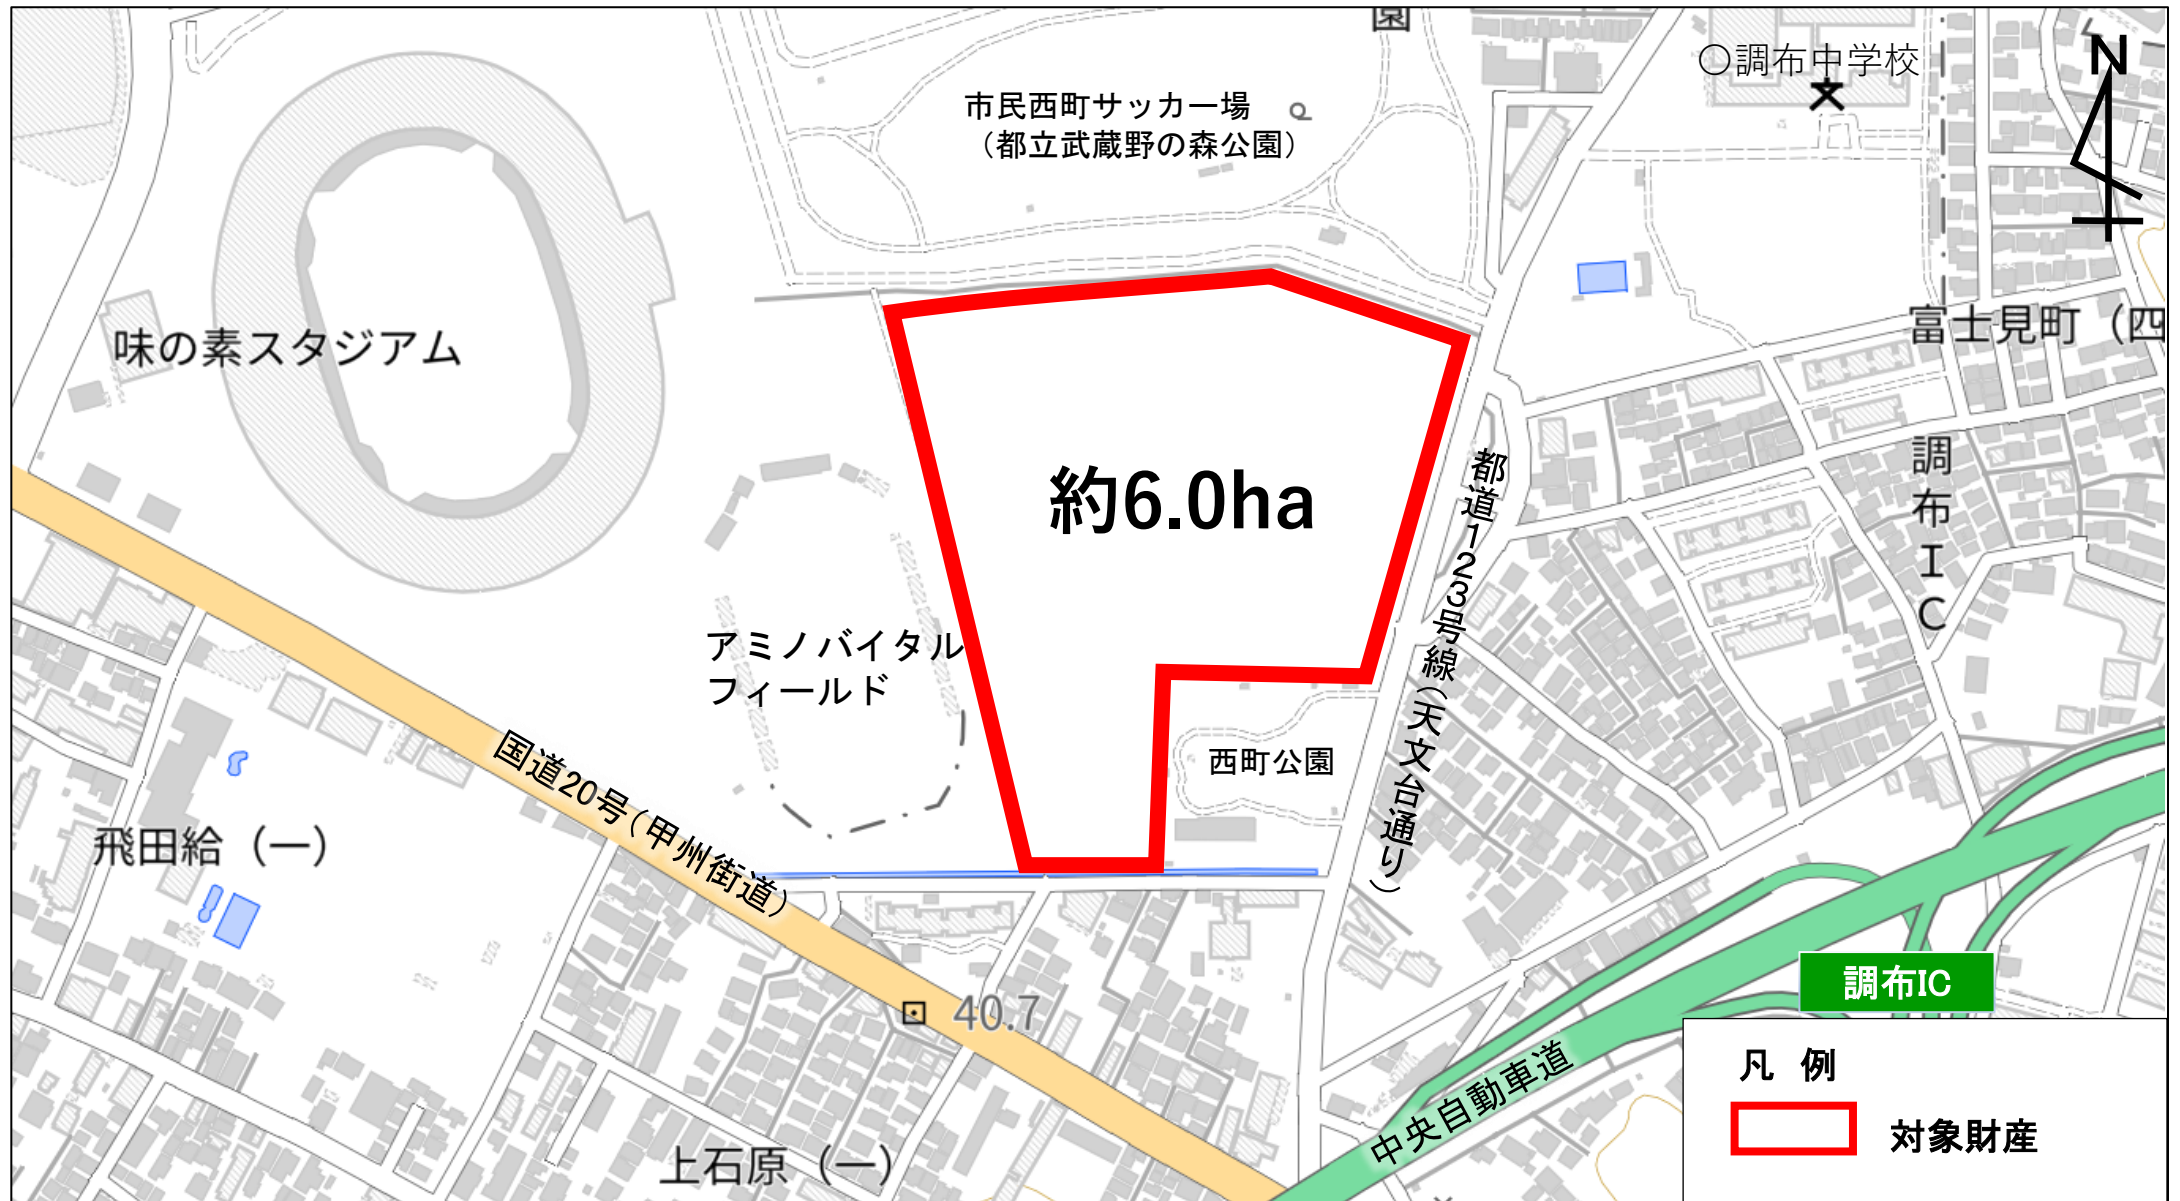 園
〇調布中学校
N
市民西町サッカー場
（都立武蔵野の森公園）
味の素スタジアム
富士見町（四
約6.0ha
都道123号線（天文台通り）
調布IC
アミノバイタル
フィールド
西町公園
国道20号（甲州街道）
飛田給（一）
調布IC
40.7
凡 例
中央自動車道
対象財産
上石原（一）